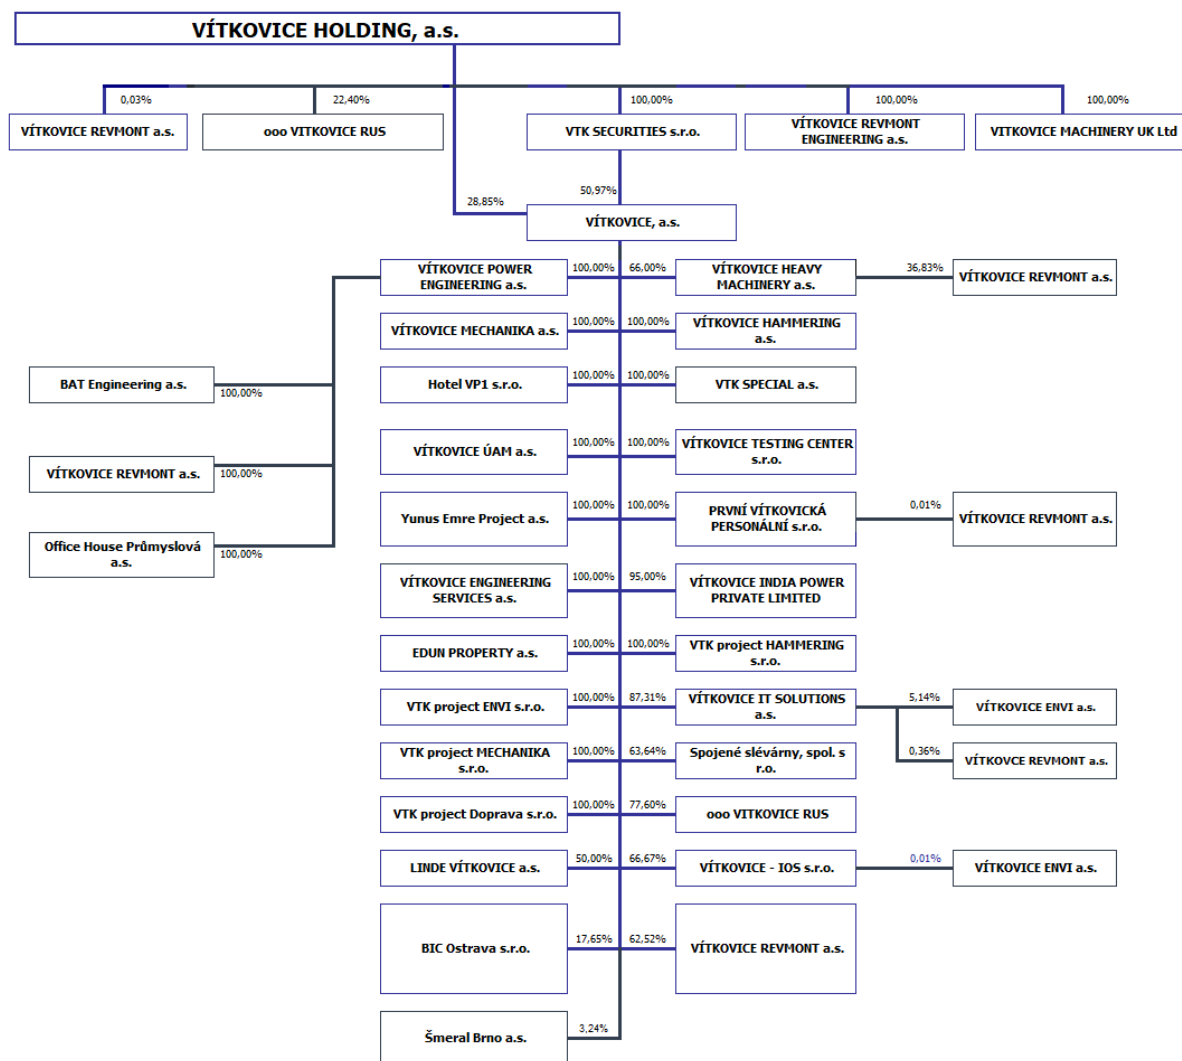 VÍTKOVICE HOLDING, a.s.
0,03%
22,40%
100,00%
100,00%
100,00%
VÍTKOVICE REVMONT a.s.
ooo VITKOVICE RUS
VTK SECURITIES s.r.o.
VÍTKOVICE REVMONT
ENGINEERING a.s.
VITKOVICE MACHINERY UK Ltd
50,97%
28,85%
VÍTKOVICE, a.s.
VÍTKOVICE POWER
ENGINEERING a.s.
100,00%
66,00%
VÍTKOVICE HEAVY
MACHINERY a.s.
36,83%
VÍTKOVICE REVMONT a.s.
VÍTKOVICE MECHANIKA a.s.
100,00%
100,00%
VÍTKOVICE HAMMERING
a.s.
BAT Engineering a.s.
100,00%
Hotel VP1 s.r.o.
100,00%
100,00%
VTK SPECIAL a.s.
VÍTKOVICE ÚAM a.s.
100,00%
100,00%
VÍTKOVICE TESTING CENTER
s.r.o.
VÍTKOVICE REVMONT a.s.
100,00%
Yunus Emre Project a.s.
100,00%
100,00%
PRVNÍ VÍTKOVICKÁ
PERSONÁLNÍ s.r.o.
0,01%
VÍTKOVICE REVMONT a.s.
Office House Průmyslová
a.s.
100,00%
VÍTKOVICE ENGINEERING
SERVICES a.s.
100,00%
95,00%
VÍTKOVICE INDIA POWER
PRIVATE LIMITED
EDUN PROPERTY a.s.
100,00%
100,00%
VTK project HAMMERING
s.r.o.
VTK project ENVI s.r.o.
100,00%
87,31%
VÍTKOVICE IT SOLUTIONS
a.s.
5,14%
VÍTKOVICE ENVI a.s.
VTK project MECHANIKA
s.r.o.
100,00%
63,64%
Spojené slévárny, spol. s
r.o.
0,36%
VÍTKOVCE REVMONT a.s.
VTK project Doprava s.r.o.
100,00%
77,60%
ooo VITKOVICE RUS
LINDE VÍTKOVICE a.s.
50,00%
66,67%
VÍTKOVICE - IOS s.r.o.
0,01%
VÍTKOVICE ENVI a.s.
BIC Ostrava s.r.o.
17,65%
62,52%
VÍTKOVICE REVMONT a.s.
Šmeral Brno a.s.
3,24%